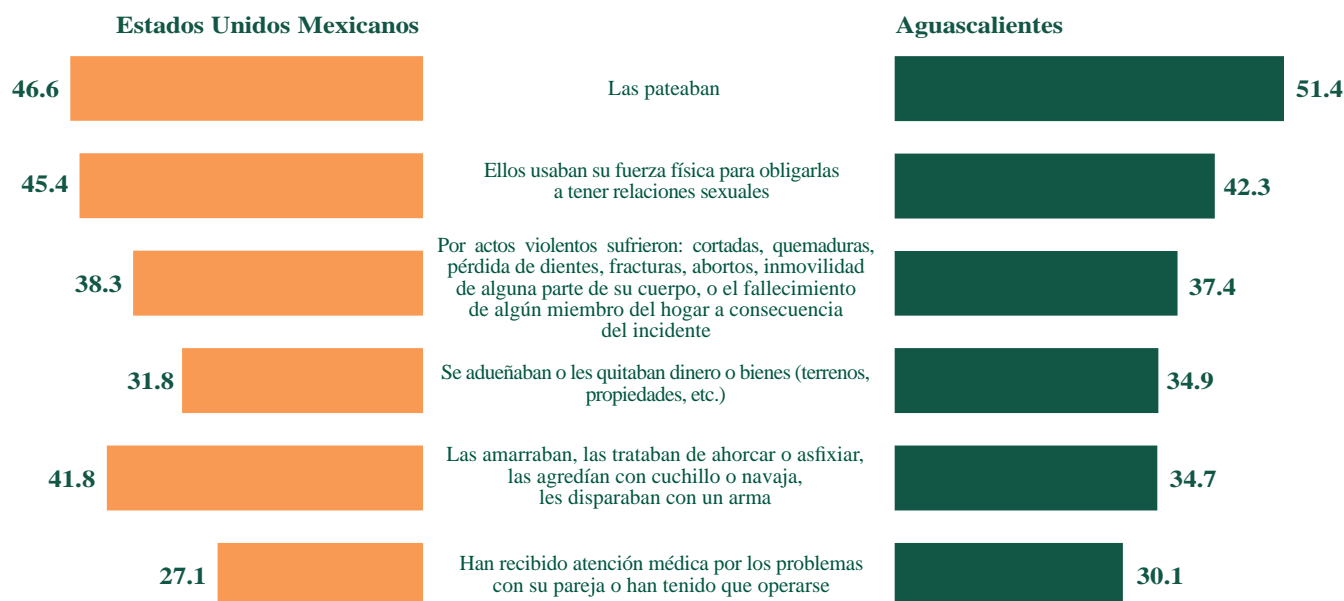 Estados Unidos Mexicanos
Aguascalientes
46.6
Las pateaban
51.4
45.4
Ellos usaban su fuerza física para obligarlas
a tener relaciones sexuales
42.3
38.3
Por actos violentos sufrieron: cortadas, quemaduras,
pérdida de dientes, fracturas, abortos, inmovilidad
de alguna parte de su cuerpo, o el fallecimiento
de algún miembro del hogar a consecuencia
del incidente
37.4
31.8
Se adueñaban o les quitaban dinero o bienes (terrenos,
propiedades, etc.)
34.9
41.8
Las amarraban, las trataban de ahorcar o asfixiar,
las agredían con cuchillo o navaja,
les disparaban con un arma
34.7
27.1
Han recibido atención médica por los problemas
con su pareja o han tenido que operarse
30.1